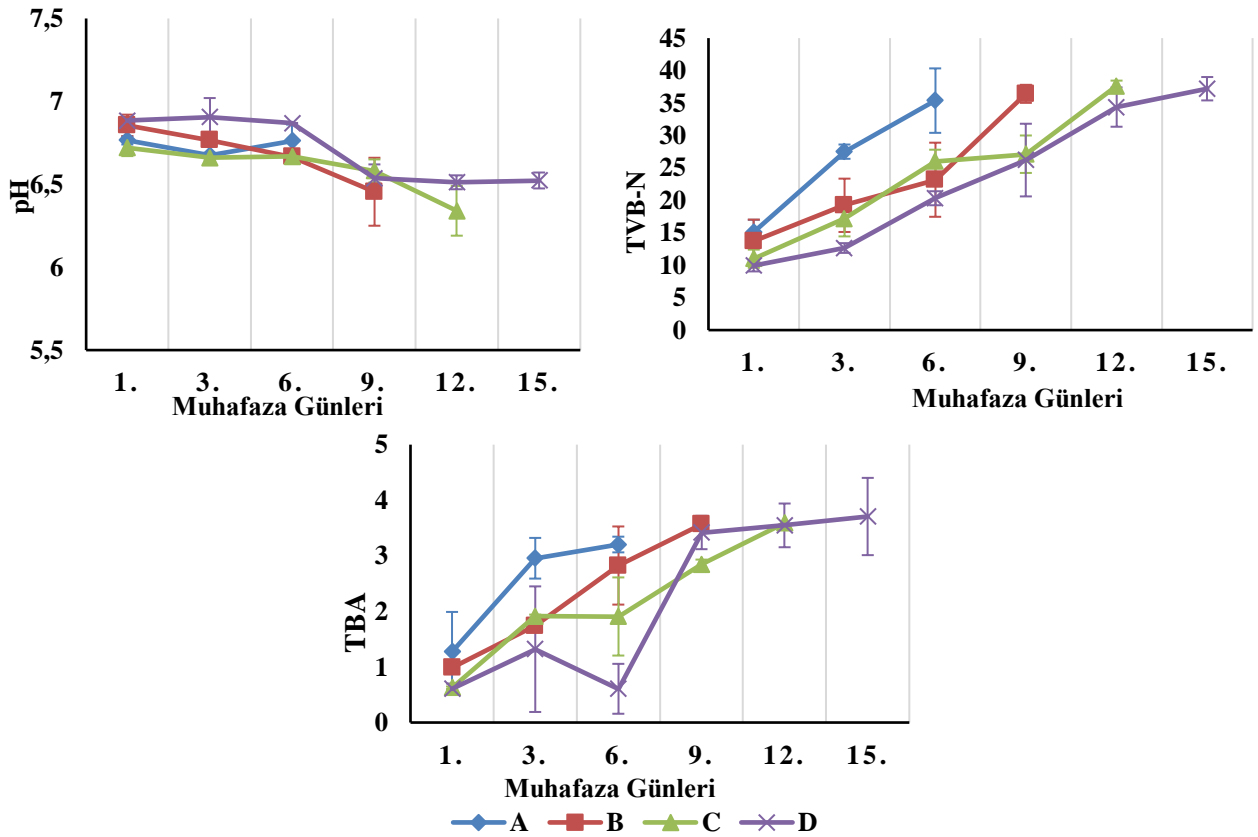 7,5
7
6,5
6
5,5
pH
1. 3. 6. 9. 12. 15.
Muhafaza Günleri
45
40
35
30
25
20
15
10
5
0
TVB-N
1. 3. 6. 9. 12. 15.
Muhafaza Günleri
5
4
3
2
1
0
TBA
1. 3. 6. 9. 12. 15.
Muhafaza Günleri
A B C D